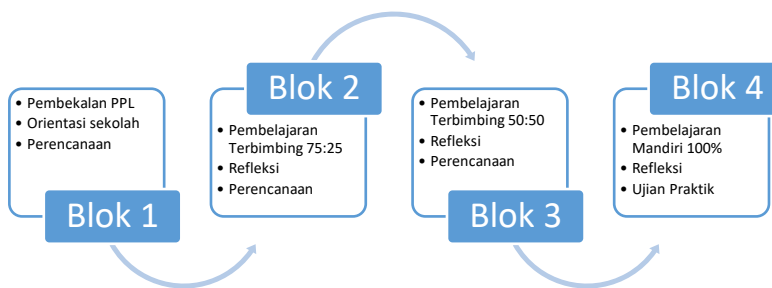 • Pembekalan PPL
• Orientasi sekolah
• Perencanaan
Blok 1
Blok 2
• Pembelajaran
Terbimbing 75:25
• Refleksi
• Perencanaan
• Pembelajaran
Terbimbing 50:50
• Refleksi
• Perencanaan
Blok 3
Blok 4
• Pembelajaran
Mandiri 100%
• Refleksi
• Ujian Praktik